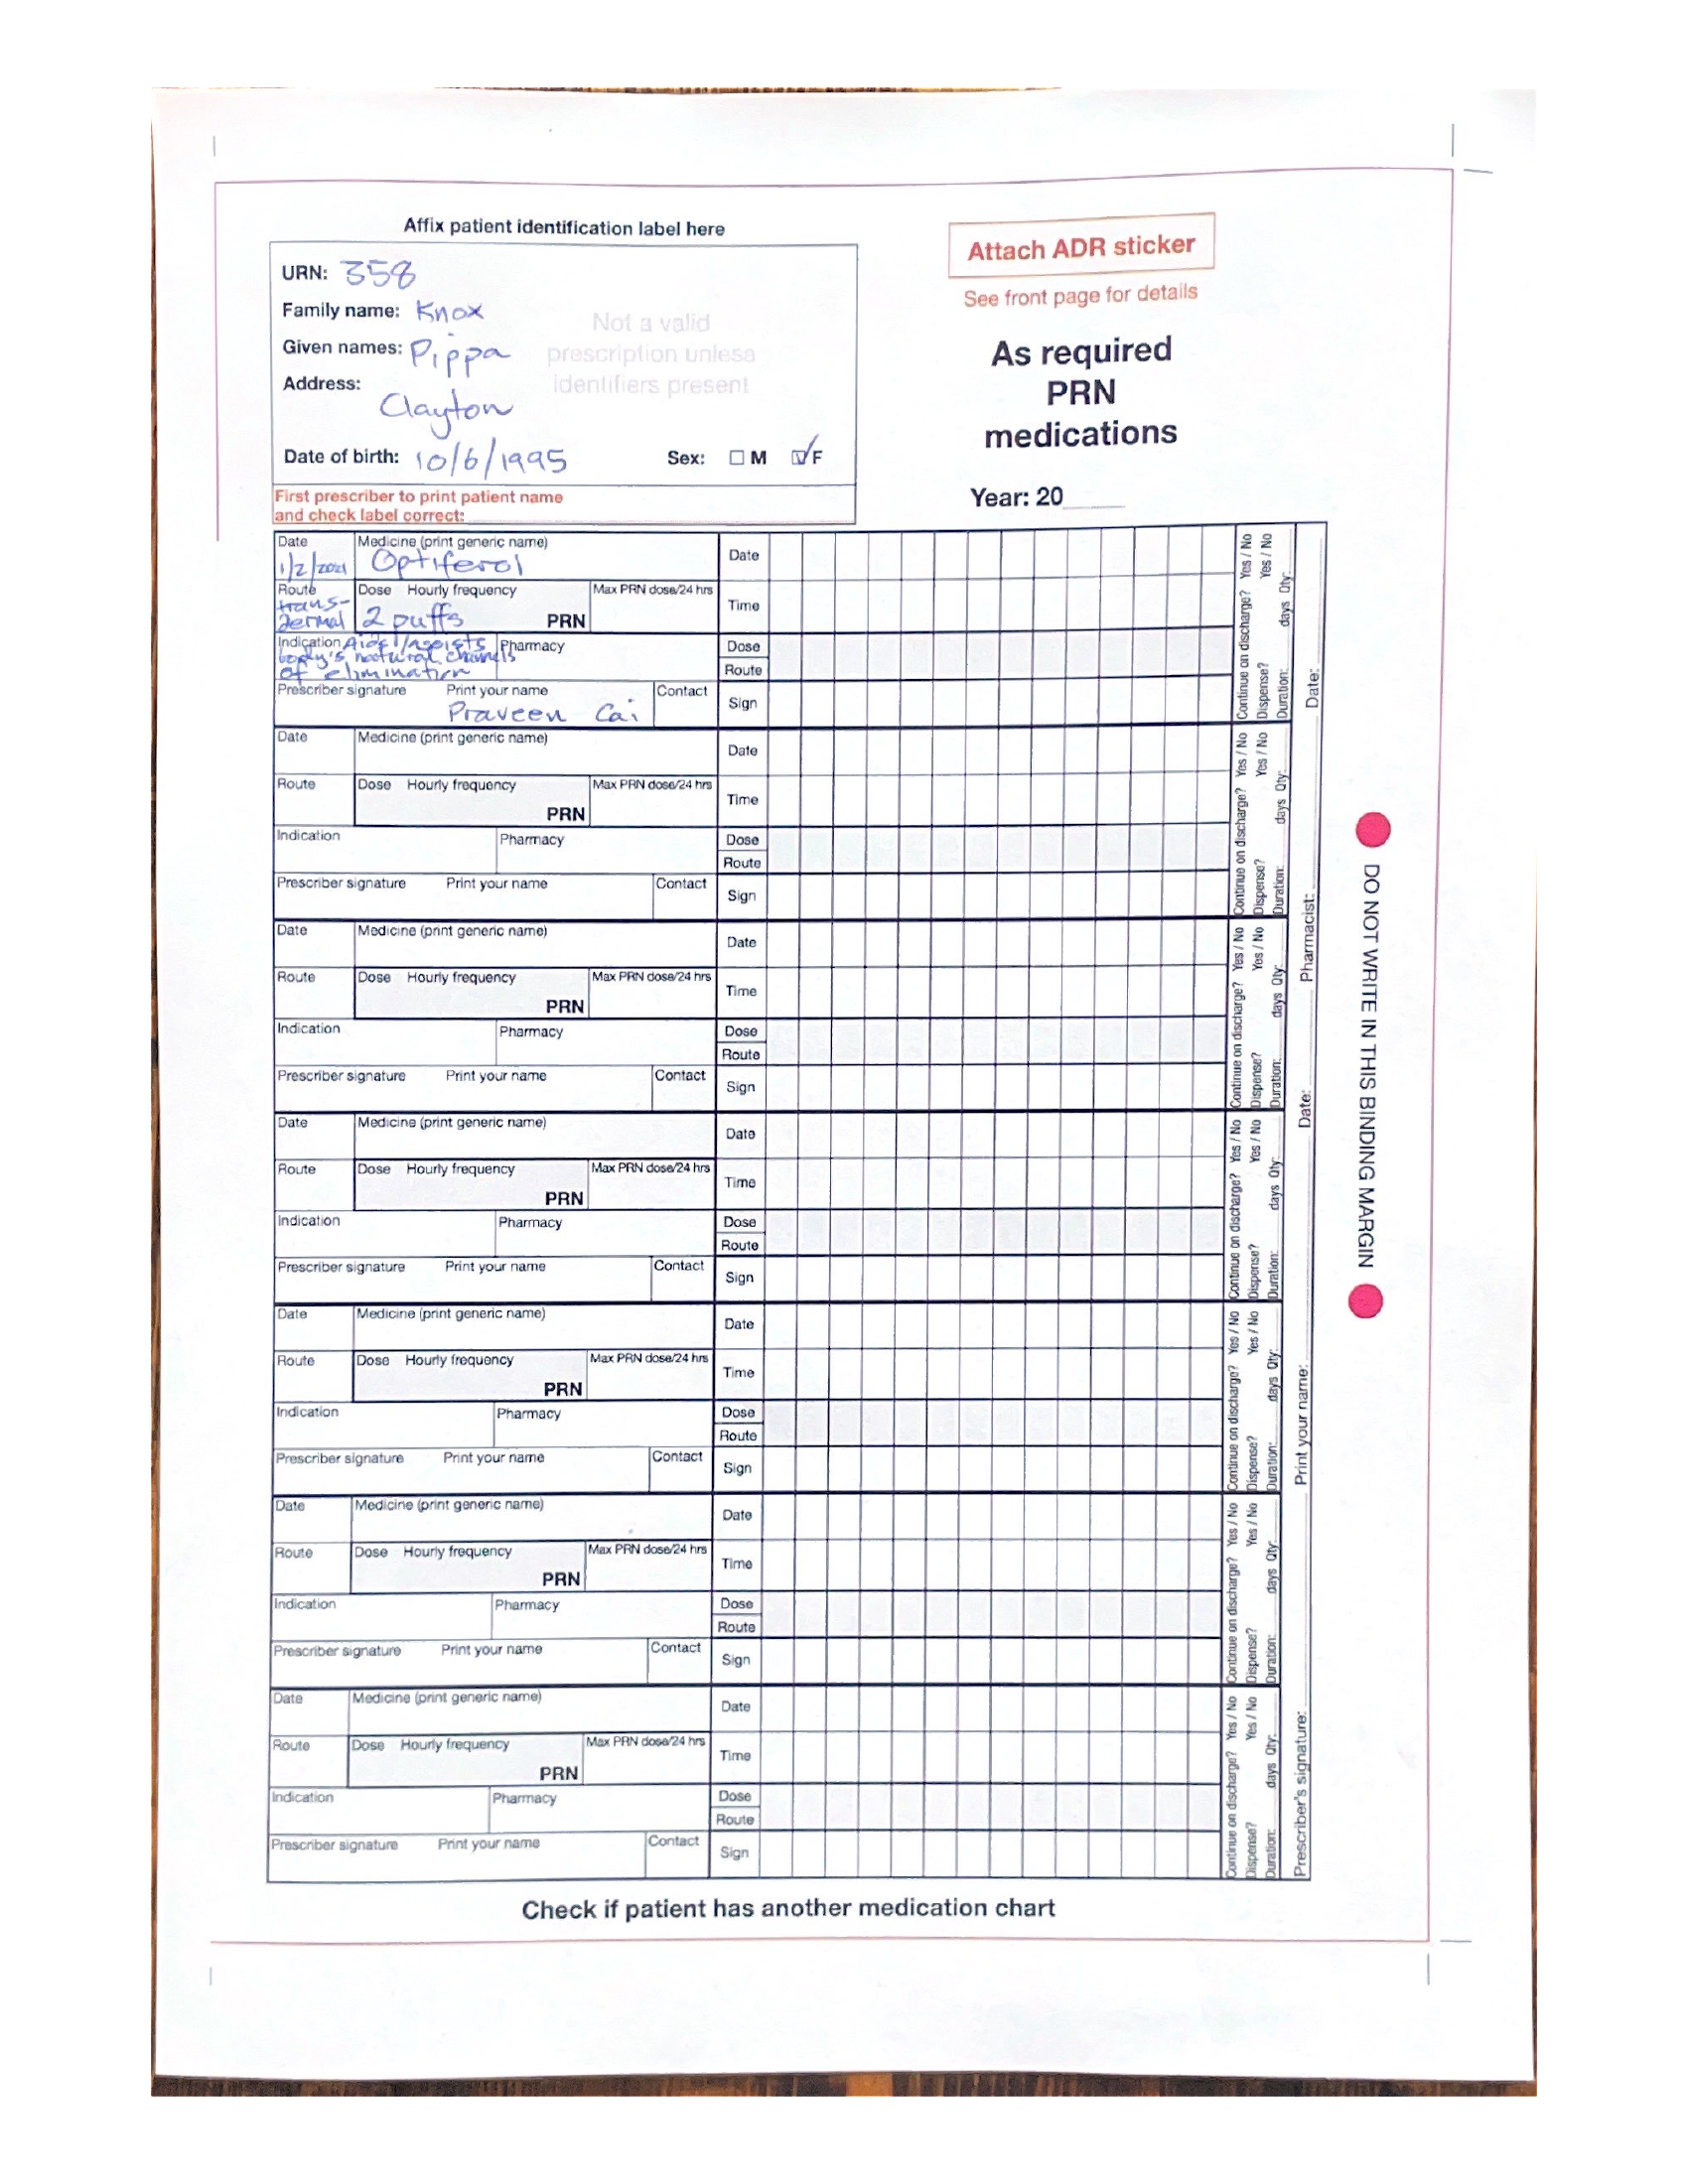 Affix patient identification label here
URN: 358
Family name: Knox
Given names: Pippa
Address:
Clayton
Date of birth: 10/6/1995 Sex: M F
Not a valid
prescription unless
identifiers present
First prescriber to print patient name
and check label correct:
Attach ADR sticker
See front page for details
As required
PRN
medications
Year: 20
Date Medicine (print generic name)
1/2/2021 Optiferol
Route Dose Hourly frequency Max PRN dose/24 hrs
trans-
dermal 2 puffs PRN
Indication Aids/assists Pharmacy
body's natural channels
of elimination
Prescriber signature Print your name Contact
Praveen Cai
Date
Time
Dose
Route
Sign
Continue on discharge? Yes / No
Dispense? Yes / No
Duration: days Qty:
Date Medicine (print generic name)
Route Dose Hourly frequency Max PRN dose/24 hrs
PRN
Indication Pharmacy
Prescriber signature Print your name Contact
Date
Time
Dose
Route
Sign
Continue on discharge? Yes / No
Dispense? Yes / No
Duration: days Qty:
Date Medicine (print generic name)
Route Dose Hourly frequency Max PRN dose/24 hrs
PRN
Indication Pharmacy
Prescriber signature Print your name Contact
Date
Time
Dose
Route
Sign
Continue on discharge? Yes / No
Dispense? Yes / No
Duration: days Qty:
Date Medicine (print generic name)
Route Dose Hourly frequency Max PRN dose/24 hrs
PRN
Indication Pharmacy
Prescriber signature Print your name Contact
Date
Time
Dose
Route
Sign
Continue on discharge? Yes / No
Dispense? Yes / No
Duration: days Qty:
Date Medicine (print generic name)
Route Dose Hourly frequency Max PRN dose/24 hrs
PRN
Indication Pharmacy
Prescriber signature Print your name Contact
Date
Time
Dose
Route
Sign
Continue on discharge? Yes / No
Dispense? Yes / No
Duration: days Qty:
Date Medicine (print generic name)
Route Dose Hourly frequency Max PRN dose/24 hrs
PRN
Indication Pharmacy
Prescriber signature Print your name Contact
Date
Time
Dose
Route
Sign
Continue on discharge? Yes / No
Dispense? Yes / No
Duration: days Qty:
Date Medicine (print generic name)
Route Dose Hourly frequency Max PRN dose/24 hrs
PRN
Indication Pharmacy
Prescriber signature Print your name Contact
Date
Time
Dose
Route
Sign
Continue on discharge? Yes / No
Dispense? Yes / No
Duration: days Qty:
Prescriber's signature: Print your name: Date: Pharmacist: Date:
DO NOT WRITE IN THIS BINDING MARGIN
Check if patient has another medication chart